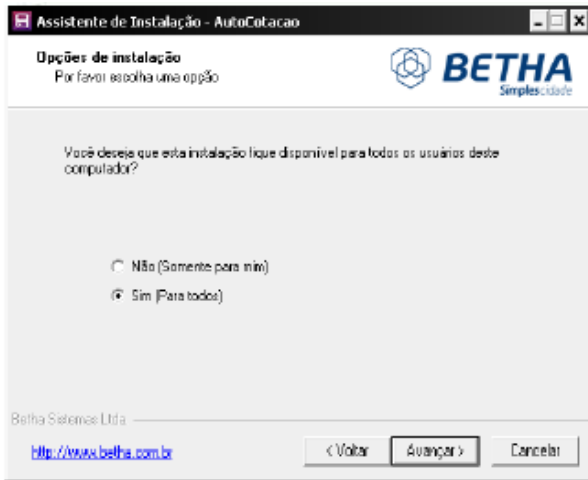 Assistente de Instalação - AutoCotacao
Opções de instalação
Por favor escolha uma opção
BETHA
Simplescidade
Você deseja que esta instalação fique disponível para todos os usuários deste
computador?
Não (Somente para mim)
Sim (Para todos)
Betha Sistemas Ltda
http://www.betha.com.br
< Voltar
Avançar >
Cancelar